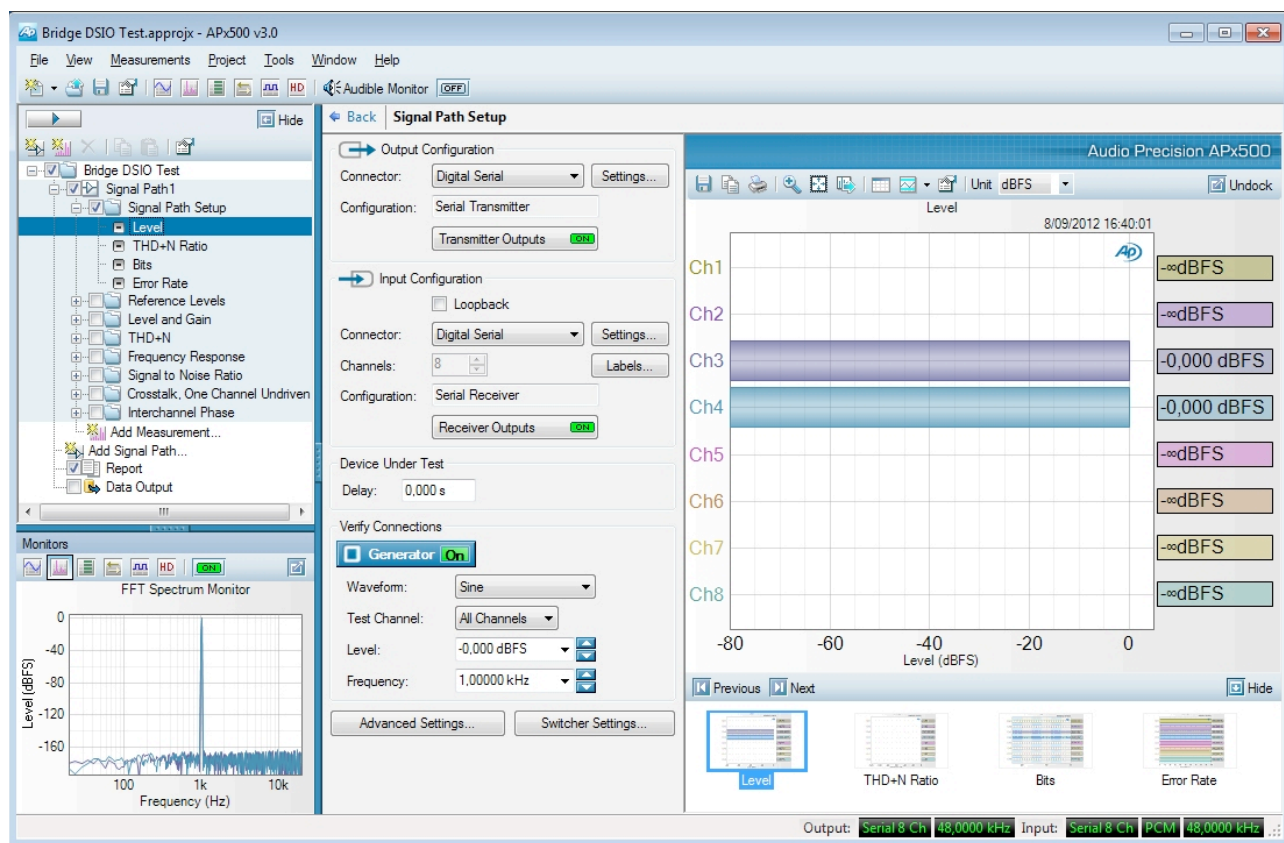 Bridge DSIO Test.approjx - APx500 v3.0
File View Measurements Project Tools Window Help
HD Audible Monitor OFF
Hide
Back Signal Path Setup
Bridge DSIO Test
Signal Path1
Signal Path Setup
Level
THD+N Ratio
Bits
Error Rate
Reference Levels
Level and Gain
THD+N
Frequency Response
Signal to Noise Ratio
Crosstalk, One Channel Undriven
Interchannel Phase
Add Measurement...
Add Signal Path...
Report
Data Output
Monitors
HD ON
FFT Spectrum Monitor
Level (dBFS)
0
-40
-80
-120
-160
100 1k 10k
Frequency (Hz)
Output Configuration
Connector: Digital Serial Settings...
Configuration: Serial Transmitter
Transmitter Outputs ON
Input Configuration
Loopback
Connector: Digital Serial Settings...
Channels: 8 Labels...
Configuration: Serial Receiver
Receiver Outputs ON
Device Under Test
Delay: 0,000 s
Verify Connections
Generator On
Waveform: Sine
Test Channel: All Channels
Level: -0,000 dBFS
Frequency: 1,00000 kHz
Advanced Settings... Switcher Settings...
Audio Precision APx500
Unit dBFS Undock
Level
8/09/2012 16:40:01
Ap
Ch1 -∞dBFS
Ch2 -∞dBFS
Ch3 -0,000 dBFS
Ch4 -0,000 dBFS
Ch5 -∞dBFS
Ch6 -∞dBFS
Ch7 -∞dBFS
Ch8 -∞dBFS
-80 -60 -40 -20 0
Level (dBFS)
Previous Next Hide
Level THD+N Ratio Bits Error Rate
Output: Serial 8 Ch 48,0000 kHz Input: Serial 8 Ch PCM 48,0000 kHz